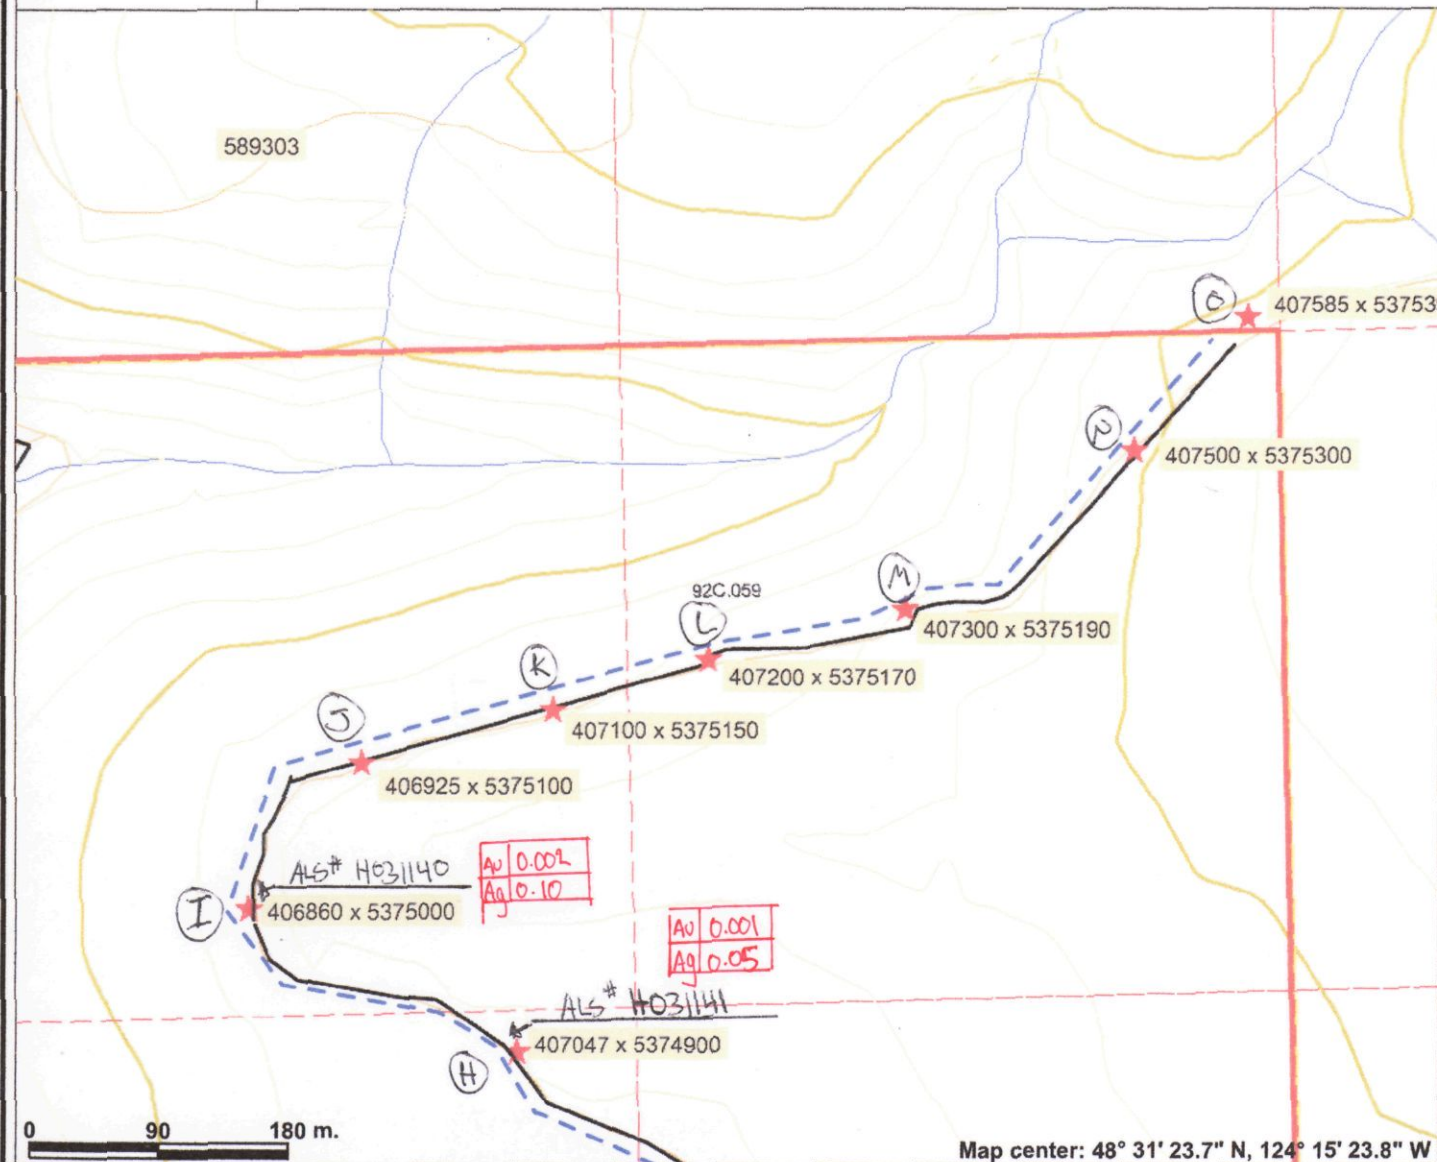 589303
O
407585 x 53753
407500 x 5375300
92C.059
M
L
407300 x 5375190
K
407200 x 5375170
J
407100 x 5375150
406925 x 5375100
ALS# H031140
Au 0.002
Ag 0.10
I
406860 x 5375000
Au 0.001
Ag 0.05
ALS# H031141
407047 x 5374900
H
0 90 180 m.
Map center: 48° 31' 23.7" N, 124° 15' 23.8" W